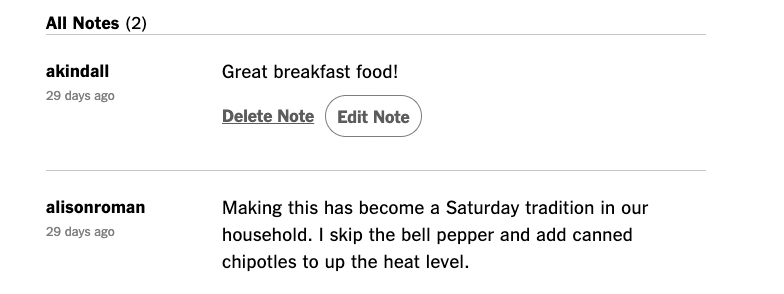 All Notes (2)
akindall
29 days ago
Great breakfast food!
Delete Note
Edit Note
alisonroman
29 days ago
Making this has become a Saturday tradition in our
household. I skip the bell pepper and add canned
chipotles to up the heat level.